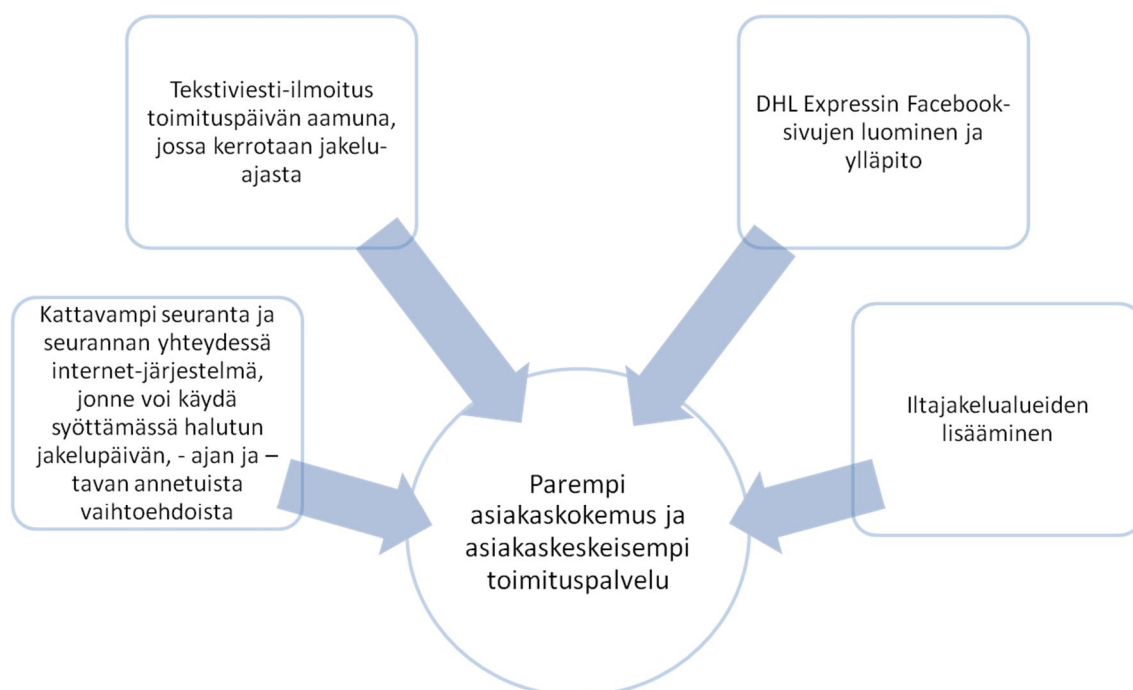 Tekstiviesti-ilmoitus
toimituspäivän aamuna,
jossa kerrotaan jakelu-
ajasta
DHL Expressin Facebook-
sivujen luominen ja
ylläpito
Kattavampi seuranta ja
seurannan yhteydessä
internet-järjestelmä,
jonne voi käydä
syöttämässä halutun
jakelupäivän, - ajan ja –
tavan annetuista
vaihtoehdoista
Iltajakelualueiden
lisääminen
Parempi
asiakaskokemus ja
asiakaskeskeisempi
toimituspalvelu